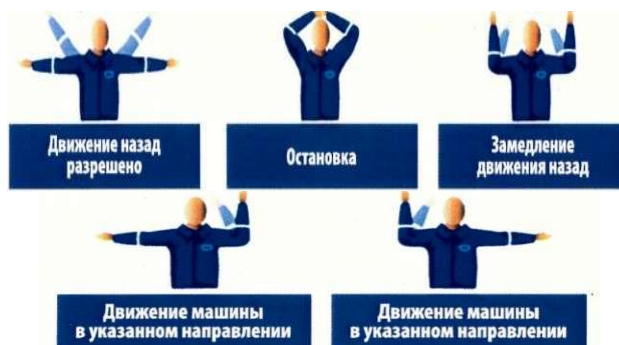 Движение назад
разрешено
Остановка
Замедление
движения назад
Движение машины
в указанном направлении
Движение машины
в указанном направлении